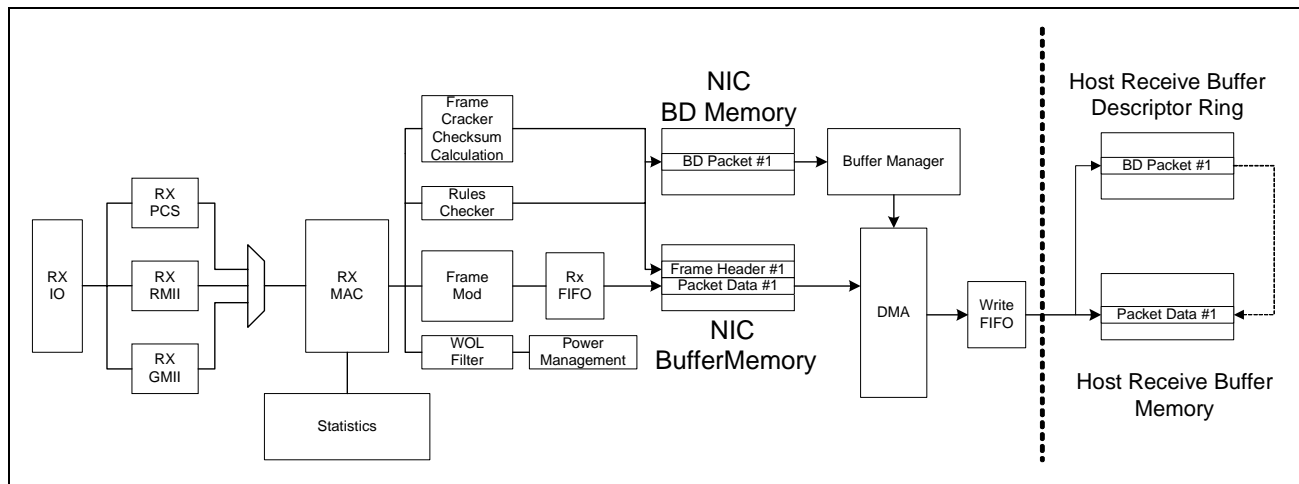 RX
IO
RX
PCS
RX
RMII
RX
GMII
RX
MAC
Statistics
Frame
Cracker
Checksum
Calculation
Rules
Checker
Frame
Mod
Rx
FIFO
WOL
Filter
Power
Management
NIC
BD Memory
BD Packet #1
Buffer Manager
Frame Header #1
Packet Data #1
NIC
BufferMemory
DMA
Write
FIFO
Host Receive Buffer
Descriptor Ring
BD Packet #1
Packet Data #1
Host Receive Buffer
Memory